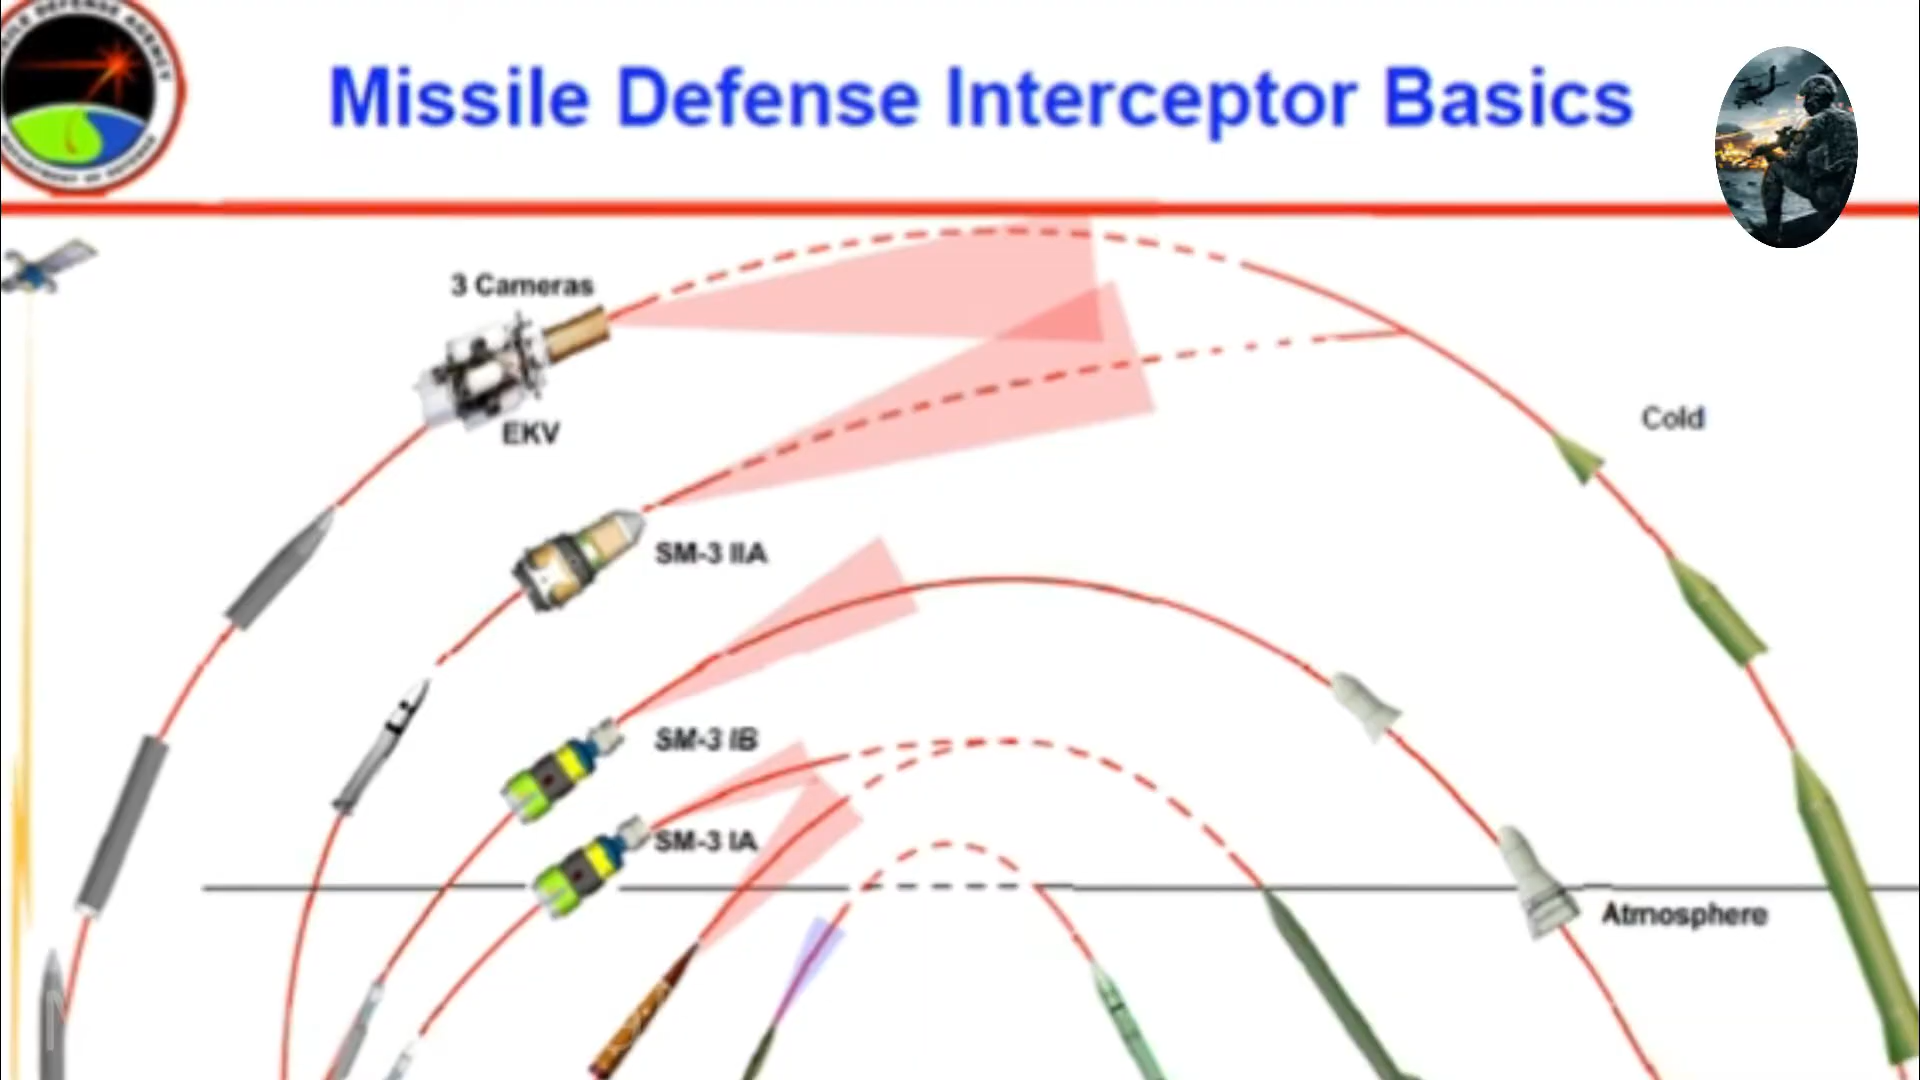 Missile Defense Interceptor Basics
3 Cameras
EKV
Cold
SM-3 IIA
SM-3 IB
SM-3 IA
Atmosphere